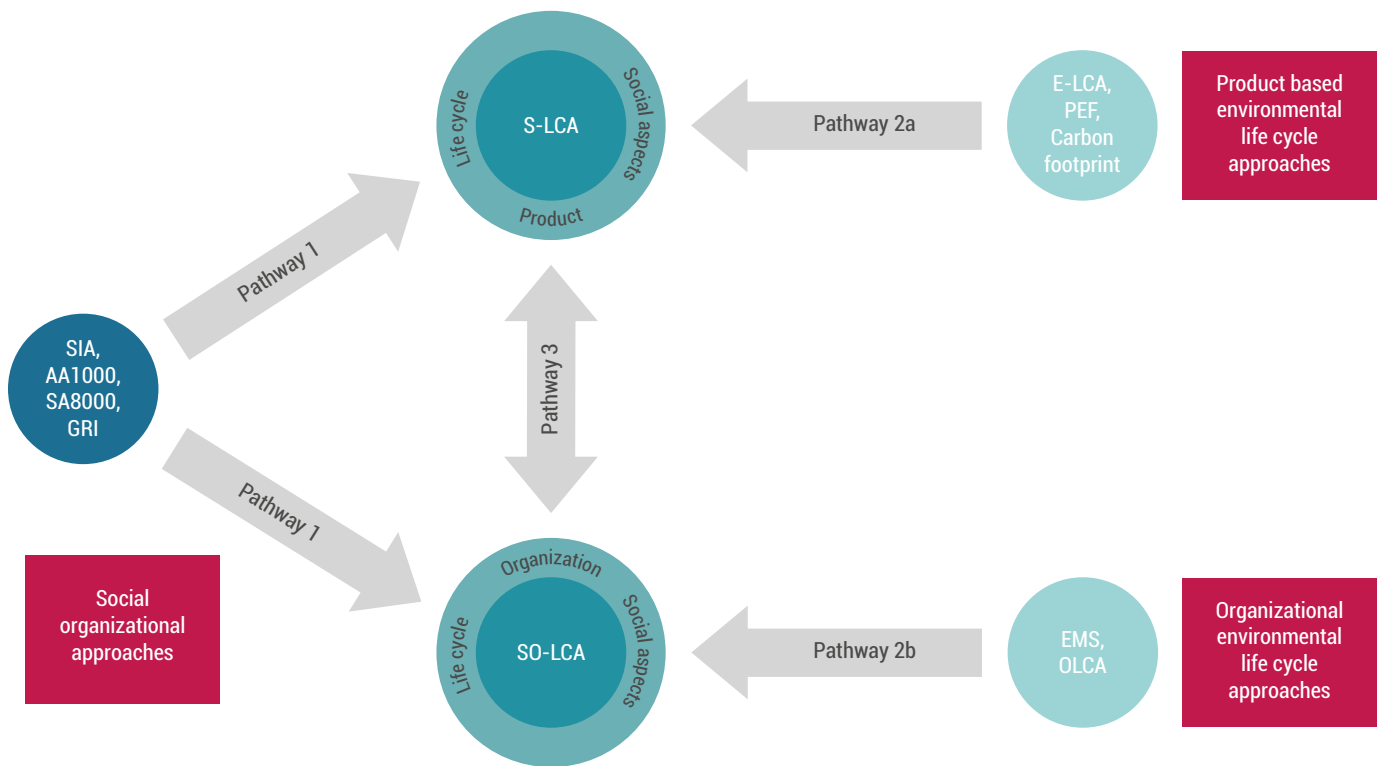 Life cycle
Social aspects
Product
S-LCA
Pathway 2a
E-LCA,
PEF,
Carbon
footprint
Product based
environmental
life cycle
approaches
Pathway 1
SIA,
AA1000,
SA8000,
GRI
Pathway 3
Pathway 1
Social
organizational
approaches
Organization
Life cycle
Social aspects
SO-LCA
Pathway 2b
EMS,
OLCA
Organizational
environmental
life cycle
approaches